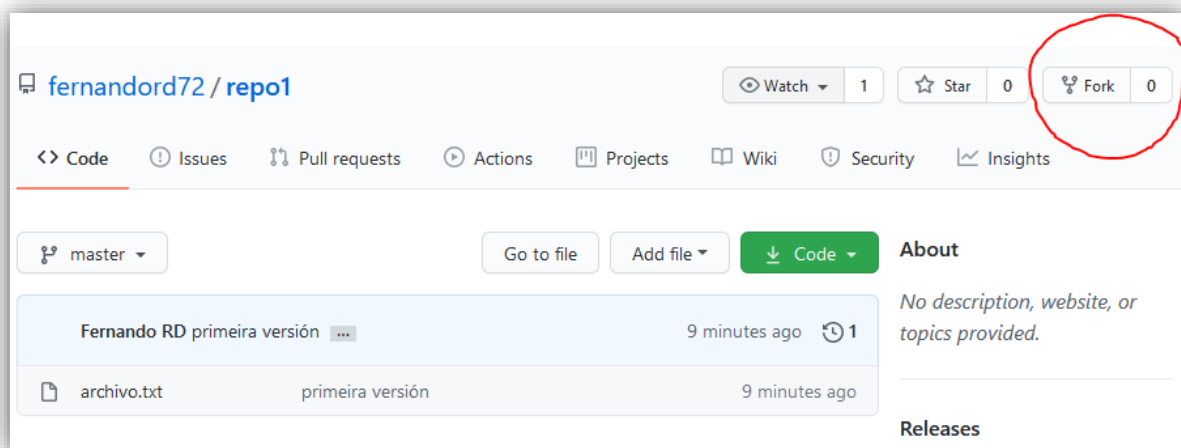 fernandord72 / repo1
Watch 1 Star 0 Fork 0
Code Issues Pull requests Actions Projects Wiki Security Insights
master Go to file Add file Code
About
No description, website, or
topics provided.
Fernando RD primeira versión ... 9 minutes ago 1
archivo.txt primeira versión 9 minutes ago
Releases